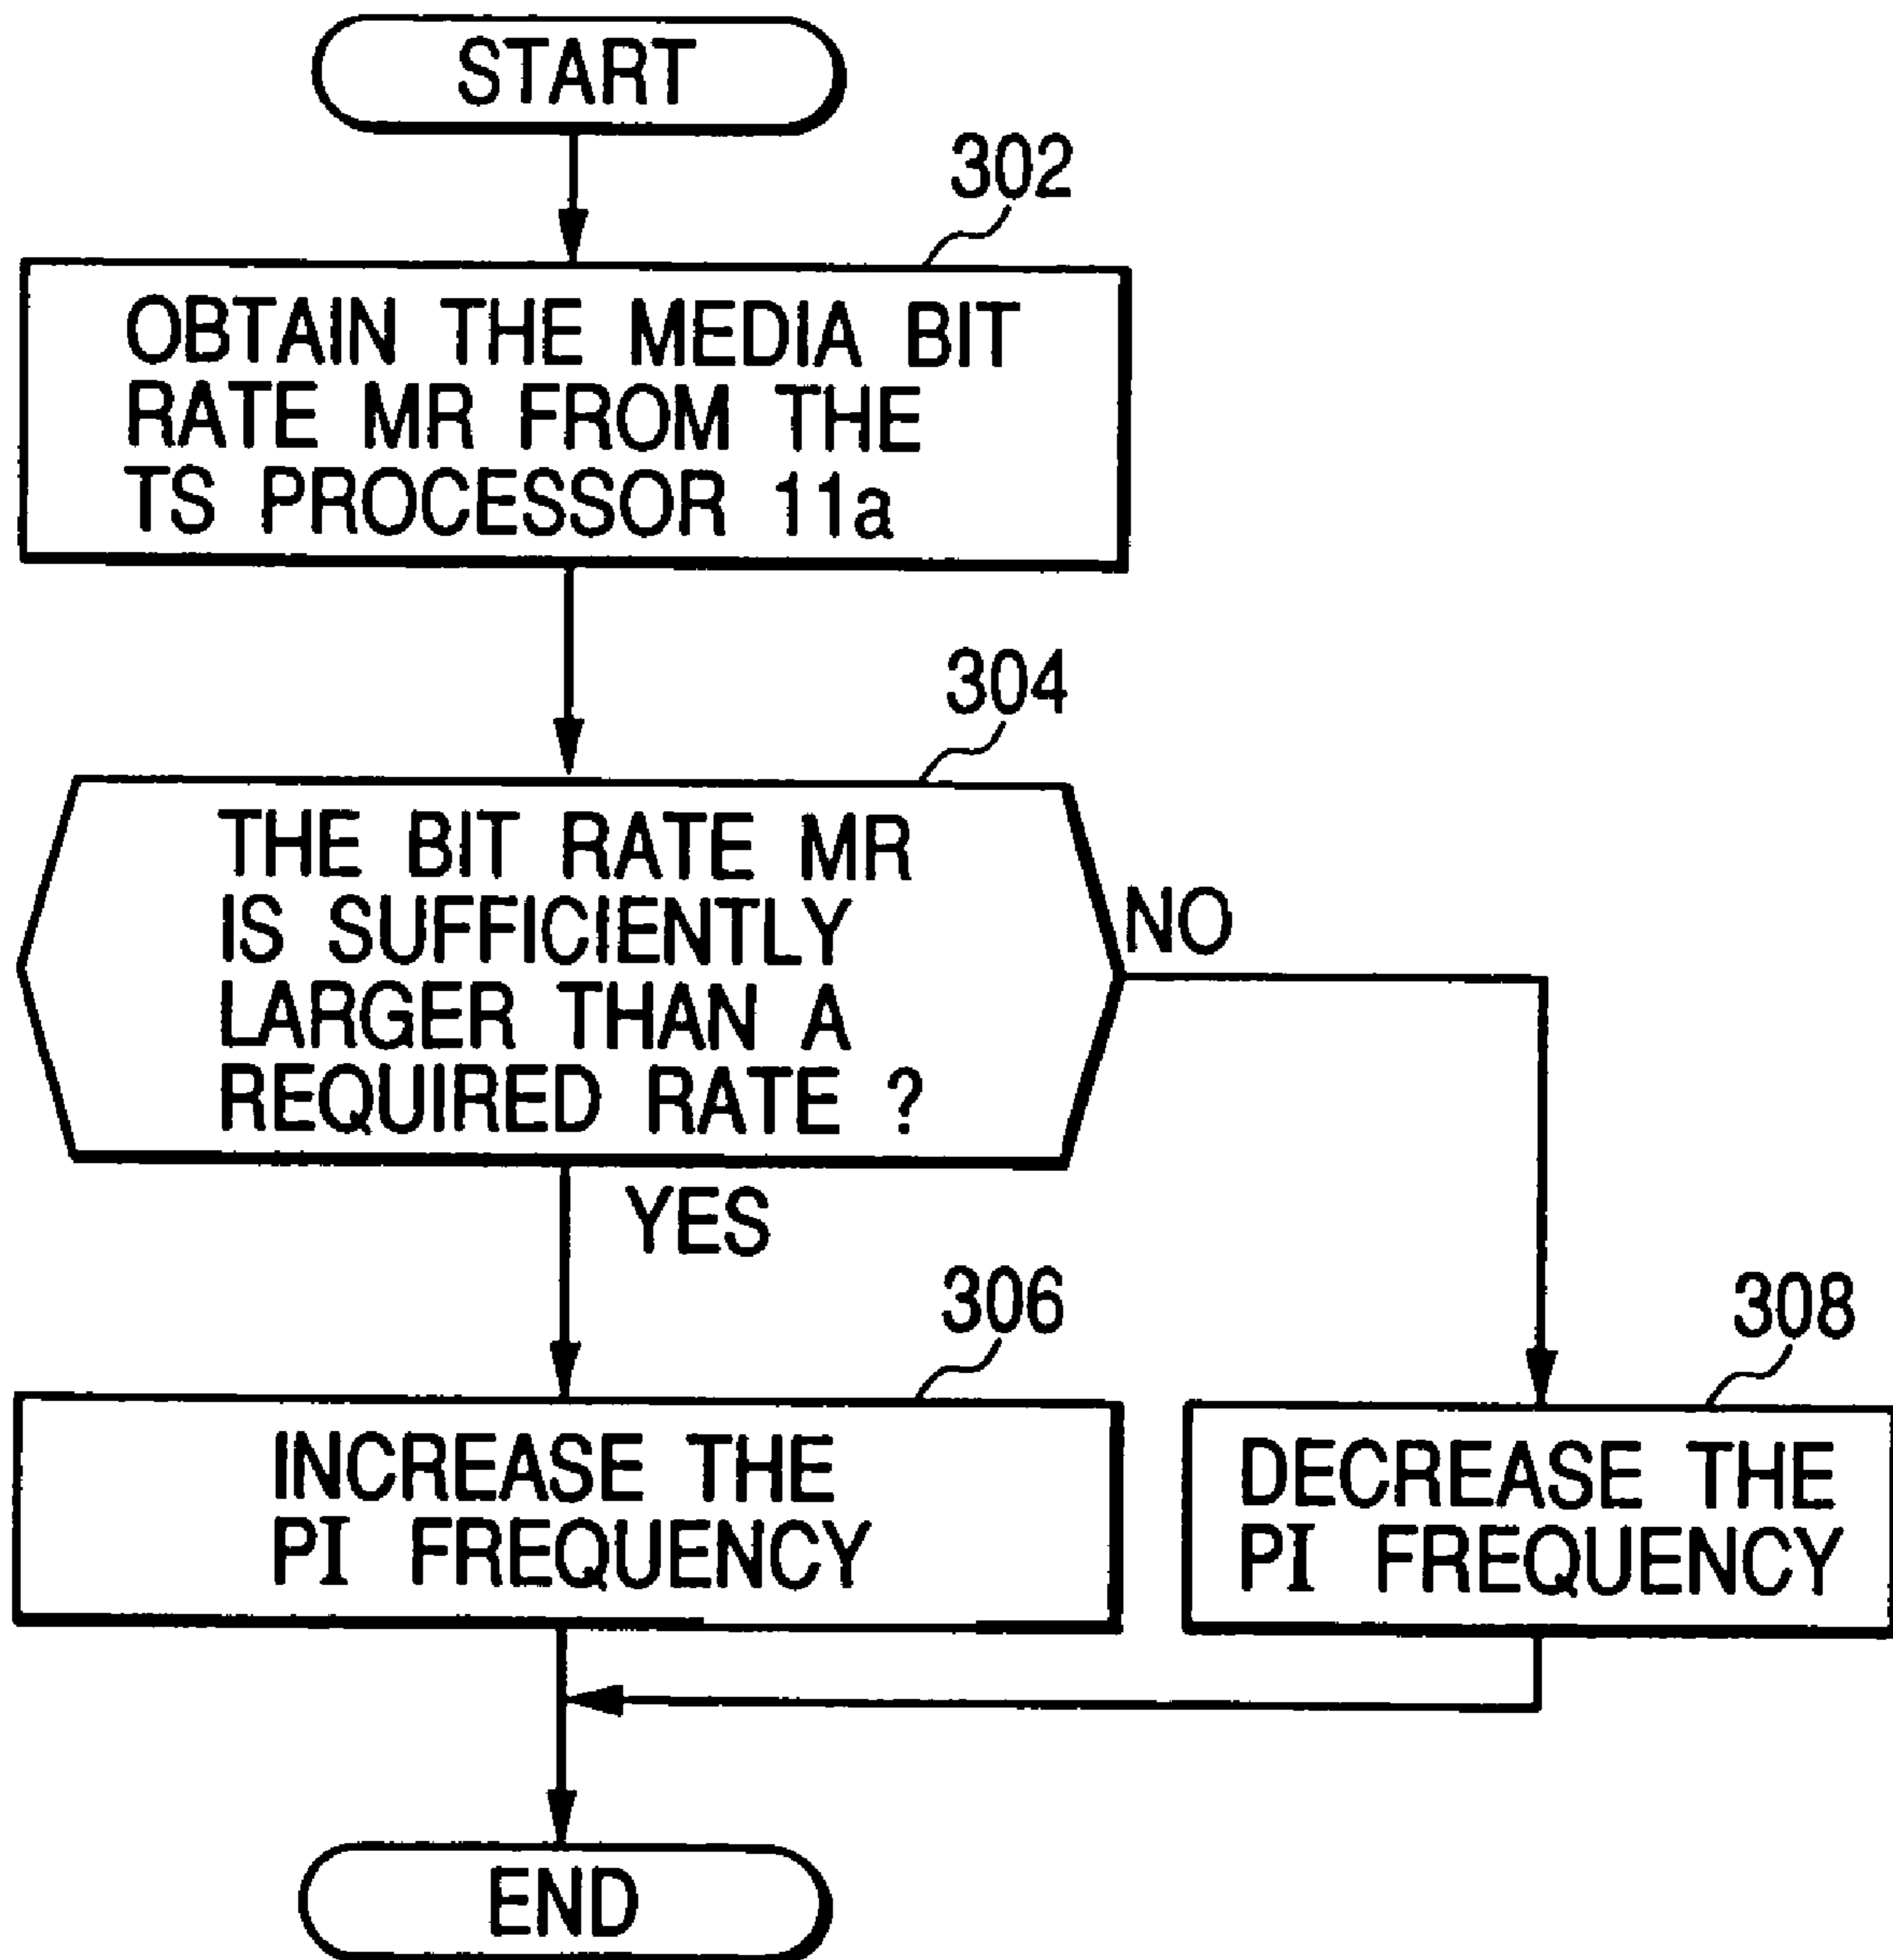 START
302
OBTAIN THE MEDIA BIT
RATE MR FROM THE
TS PROCESSOR 11a
304
THE BIT RATE MR
IS SUFFICIENTLY
LARGER THAN A
REQUIRED RATE ?
NO
YES
306
INCREASE THE
PI FREQUENCY
308
DECREASE THE
PI FREQUENCY
END